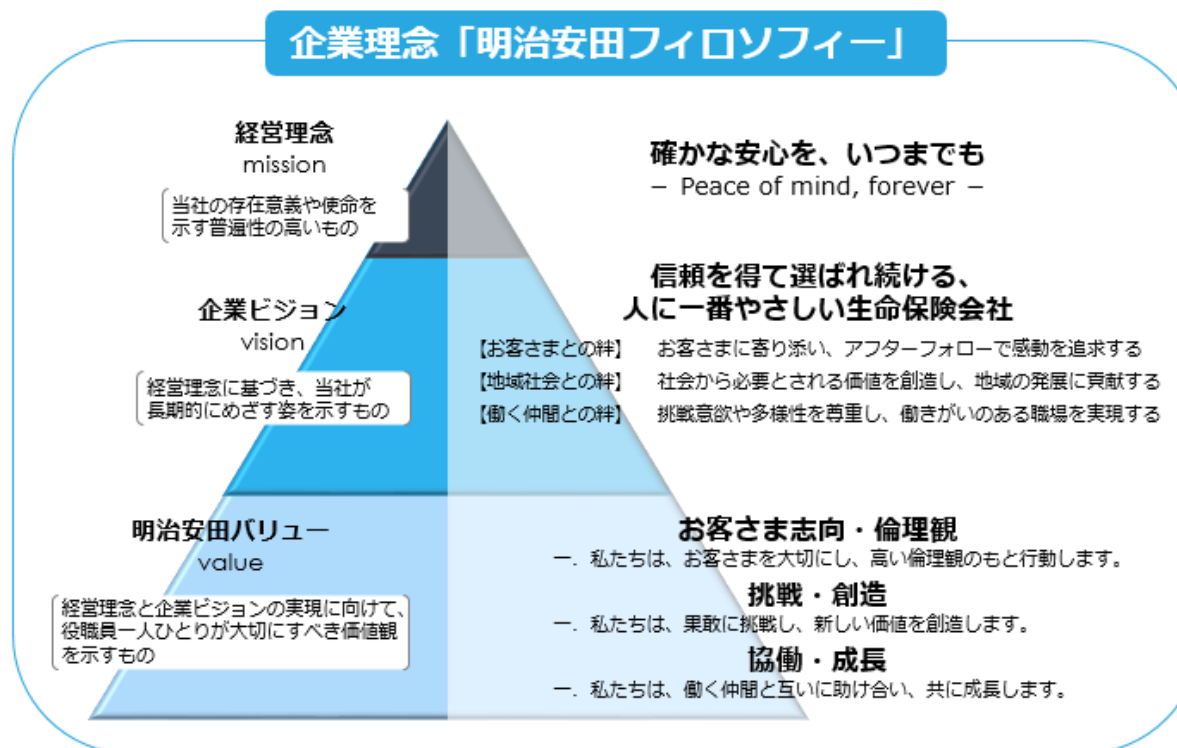 企業理念「明治安田フィロソフィー」
経営理念
mission
当社の存在意義や使命を
示す普遍性の高いもの
確かな安心を、いつまでも
− Peace of mind, forever −
企業ビジョン
vision
経営理念に基づき、当社が
長期的にめざす姿を示すもの
信頼を得て選ばれ続ける、
人に一番やさしい生命保険会社
【お客さまとの絆】 お客さまに寄り添い、アフターフォローで感動を追求する
【地域社会との絆】 社会から必要とされる価値を創造し、地域の発展に貢献する
【働く仲間との絆】 挑戦意欲や多様性を尊重し、働きがいのある職場を実現する
明治安田バリュー
value
経営理念と企業ビジョンの実現に向けて、
役職員一人ひとりが大切にすべき価値観
を示すもの
お客さま志向・倫理観
一．私たちは、お客さまを大切にし、高い倫理観のもと行動します。
挑戦・創造
一．私たちは、果敢に挑戦し、新しい価値を創造します。
協働・成長
一．私たちは、働く仲間と互いに助け合い、共に成長します。